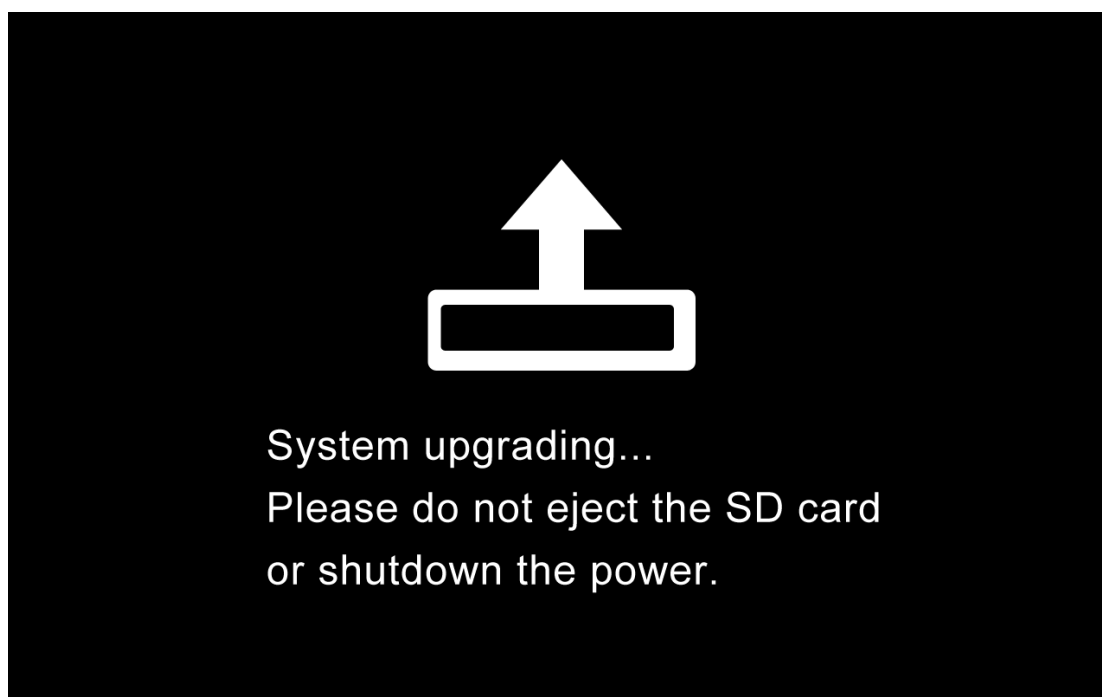 System upgrading...
Please do not eject the SD card
or shutdown the power.